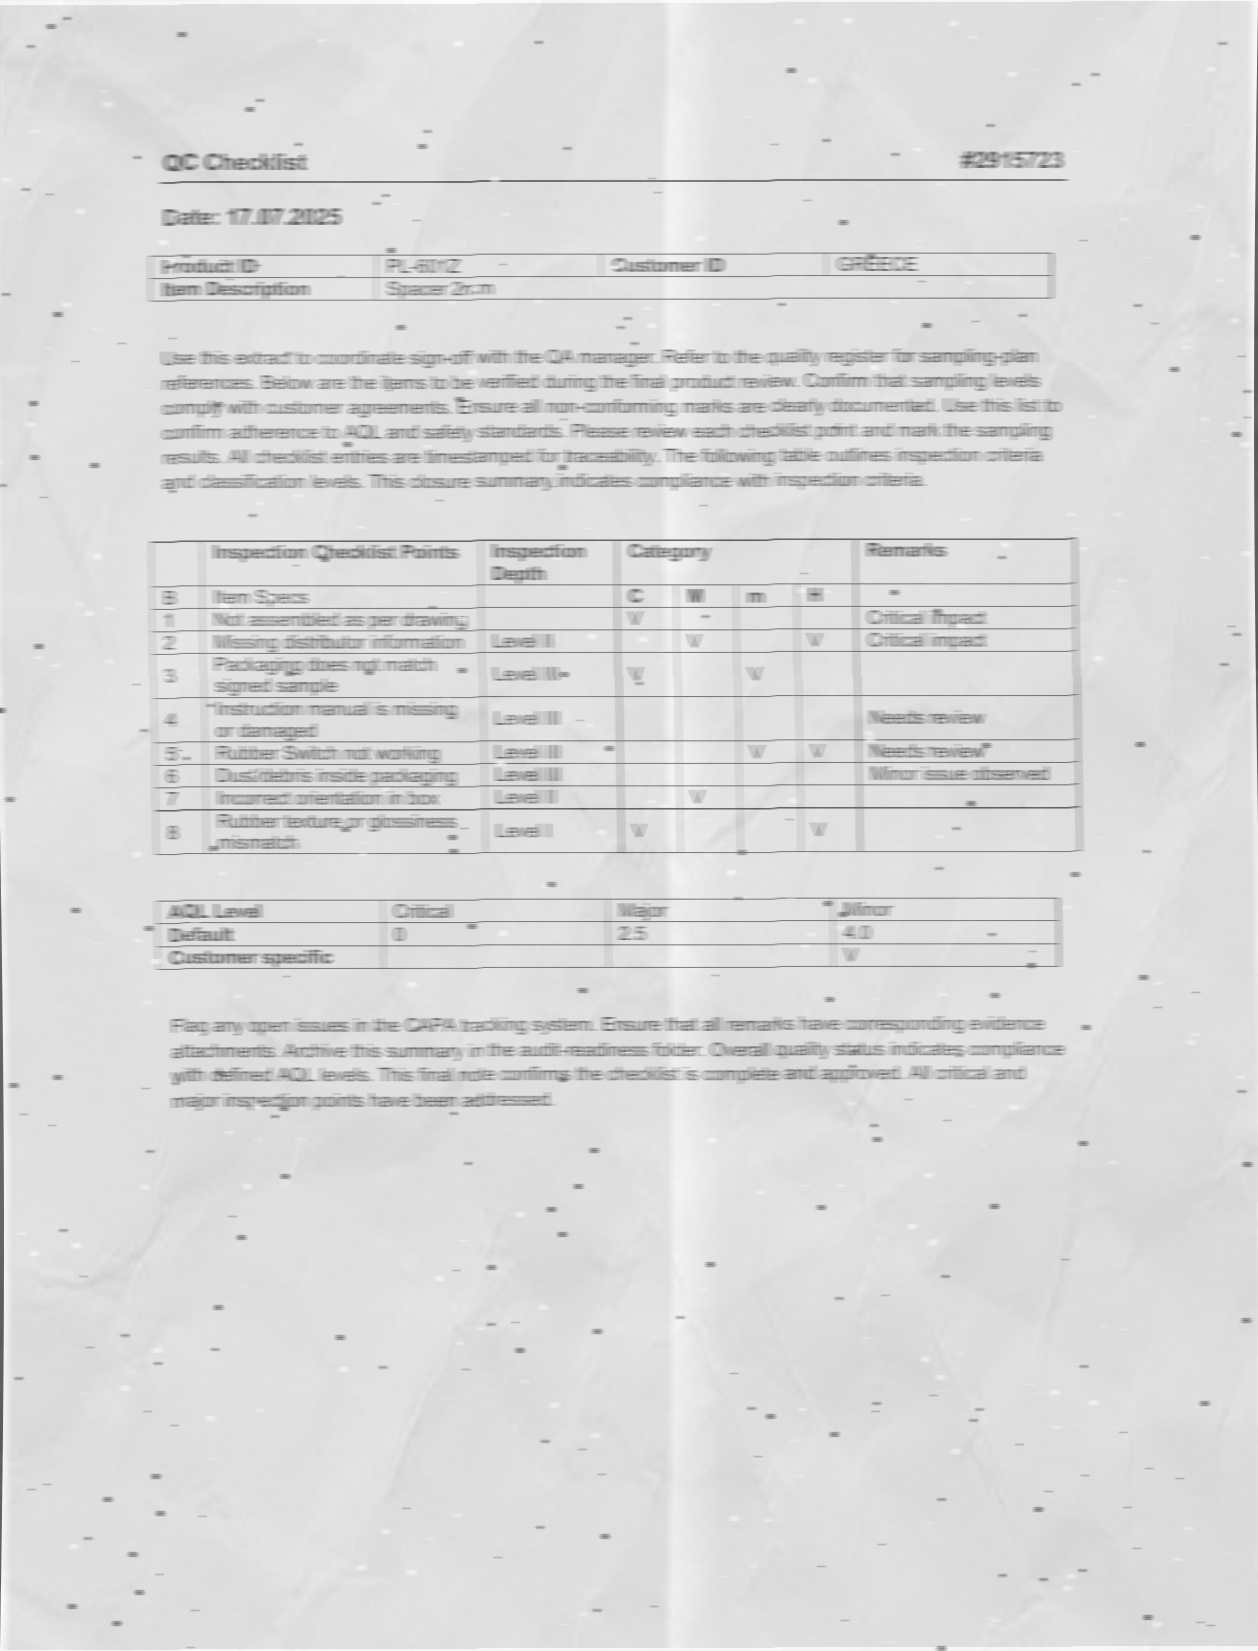 QC Checklist #2915723
Date: 17.07.2025
Product ID PL-601Z Customer ID GREECE
Item Description Spacer 2mm
Use this extract to coordinate sign-off with the QA manager. Refer to the quality register for sampling-plan
references. Below are the items to be verified during the final product review. Confirm that sampling levels
comply with customer agreements. Ensure all non-conforming marks are clearly documented. Use this list to
confirm adherence to AQL and safety standards. Please review each checklist point and mark the sampling
results. All checklist entries are timestamped for traceability. The following table outlines inspection criteria
and classification levels. This closure summary indicates compliance with inspection criteria.
Inspection Checklist Points Inspection Category Remarks
Depth
Item Specs C M m
1 Not assembled as per drawing V Critical impact
2 Missing distributor information Level II V V Critical impact
Packaging does not match
3 Level III V V
signed sample
Instruction manual is missing
4 Level III Needs review
or damaged
5 Rubber Switch not working Level III V V Needs review
6 Dust/debris inside packaging Level III Minor issue observed
7 Incorrect orientation in box Level II V
Rubber texture or glossiness
8 Level I V V
mismatch
AQL Level Critical Major Minor
Default 0 2.5 4.0
Customer specific V
Flag any open issues in the CAPA tracking system. Ensure that all remarks have corresponding evidence
attachments. Archive this summary in the audit-readiness folder. Overall quality status indicates compliance
with defined AQL levels. This final note confirms the checklist is complete and approved. All critical and
major inspection points have been addressed.